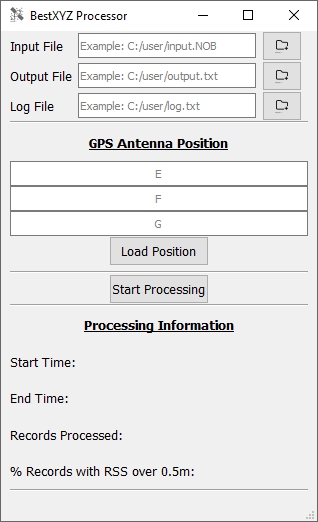 BestXYZ Processor
Input File Example: C:/user/input.NOB
Output File Example: C:/user/output.txt
Log File Example: C:/user/log.txt
GPS Antenna Position
E
F
G
Load Position
Start Processing
Processing Information
Start Time:
End Time:
Records Processed:
% Records with RSS over 0.5m: